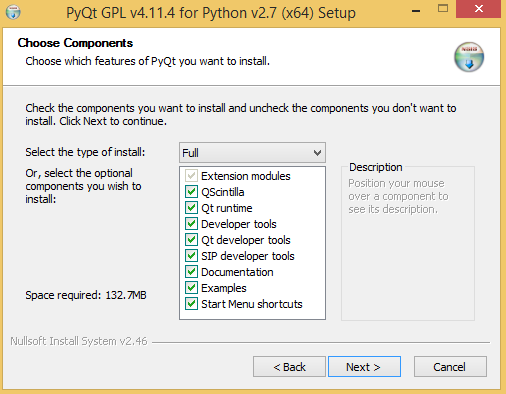 PyQt GPL v4.11.4 for Python v2.7 (x64) Setup
Choose Components
Choose which features of PyQt you want to install.
Check the components you want to install and uncheck the components you don't want to
install. Click Next to continue.
Select the type of install:
Full
Or, select the optional
components you wish to
install:
Extension modules
QScintilla
Qt runtime
Developer tools
Qt developer tools
SIP developer tools
Documentation
Examples
Start Menu shortcuts
Description
Position your mouse
over a component to
see its description.
Space required: 132.7MB
Nullsoft Install System v2.46
< Back
Next >
Cancel